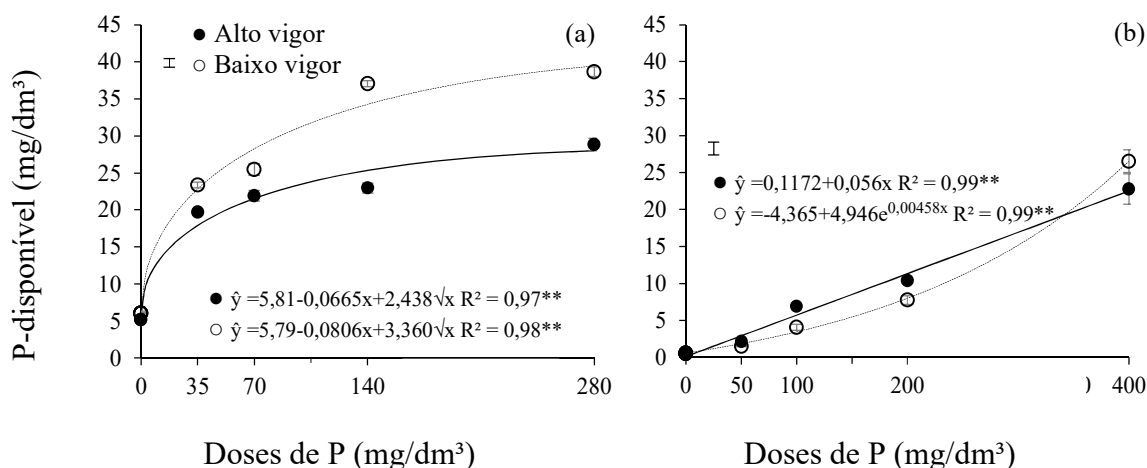 P-disponível (mg/dm³)
45
40
35
30
25
20
15
10
5
0
Alto vigor
Baixo vigor
(a)
ŷ =5,81-0,0665x+2,438√x R² = 0,97**
ŷ =5,79-0,0806x+3,360√x R² = 0,98**
0 35 70 140 280
Doses de P (mg/dm³)
45
40
35
30
25
20
15
10
5
0
(b)
ŷ =0,1172+0,056x R² = 0,99**
ŷ =-4,365+4,946e^0,00458x R² = 0,99**
0 50 100 200 ) 400
Doses de P (mg/dm³)